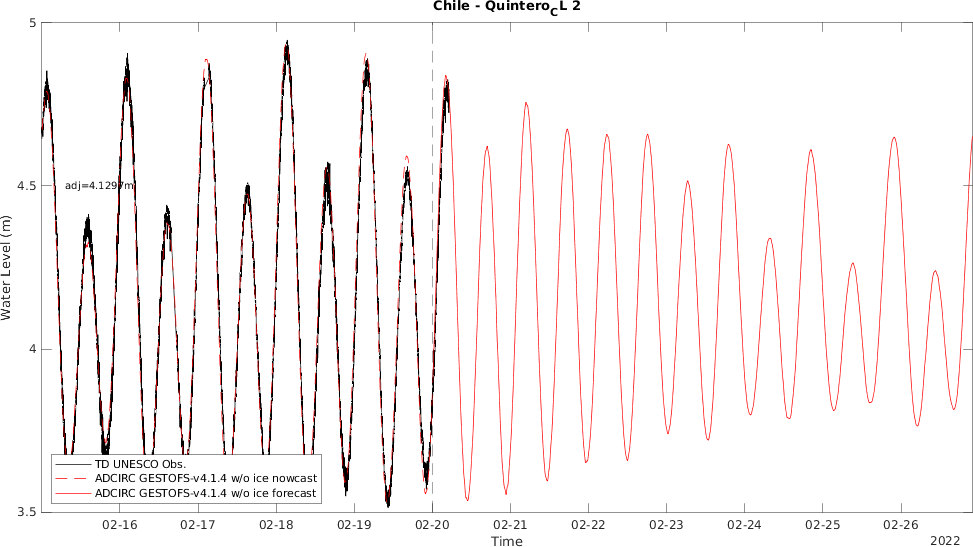 Chile - Quintero_CL 2
5
4.5
4
3.5
Water Level (m)
adj=4.1297m
TD UNESCO Obs.
ADCIRC GESTOFS-v4.1.4 w/o ice nowcast
ADCIRC GESTOFS-v4.1.4 w/o ice forecast
02-16 02-17 02-18 02-19 02-20 02-21 02-22 02-23 02-24 02-25 02-26
Time
2022